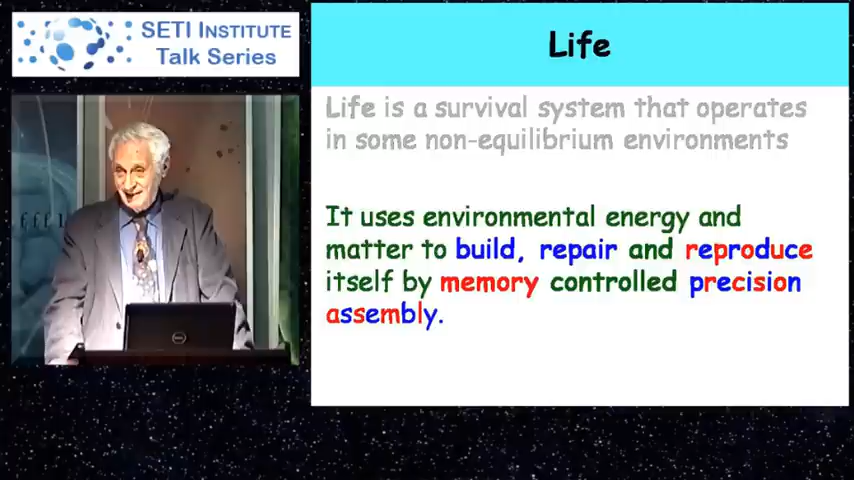 SETI INSTITUTE
Talk Series
Life
Life is a survival system that operates
in some non-equilibrium environments
It uses environmental energy and
matter to build, repair and reproduce
itself by memory controlled precision
assembly.
DELL